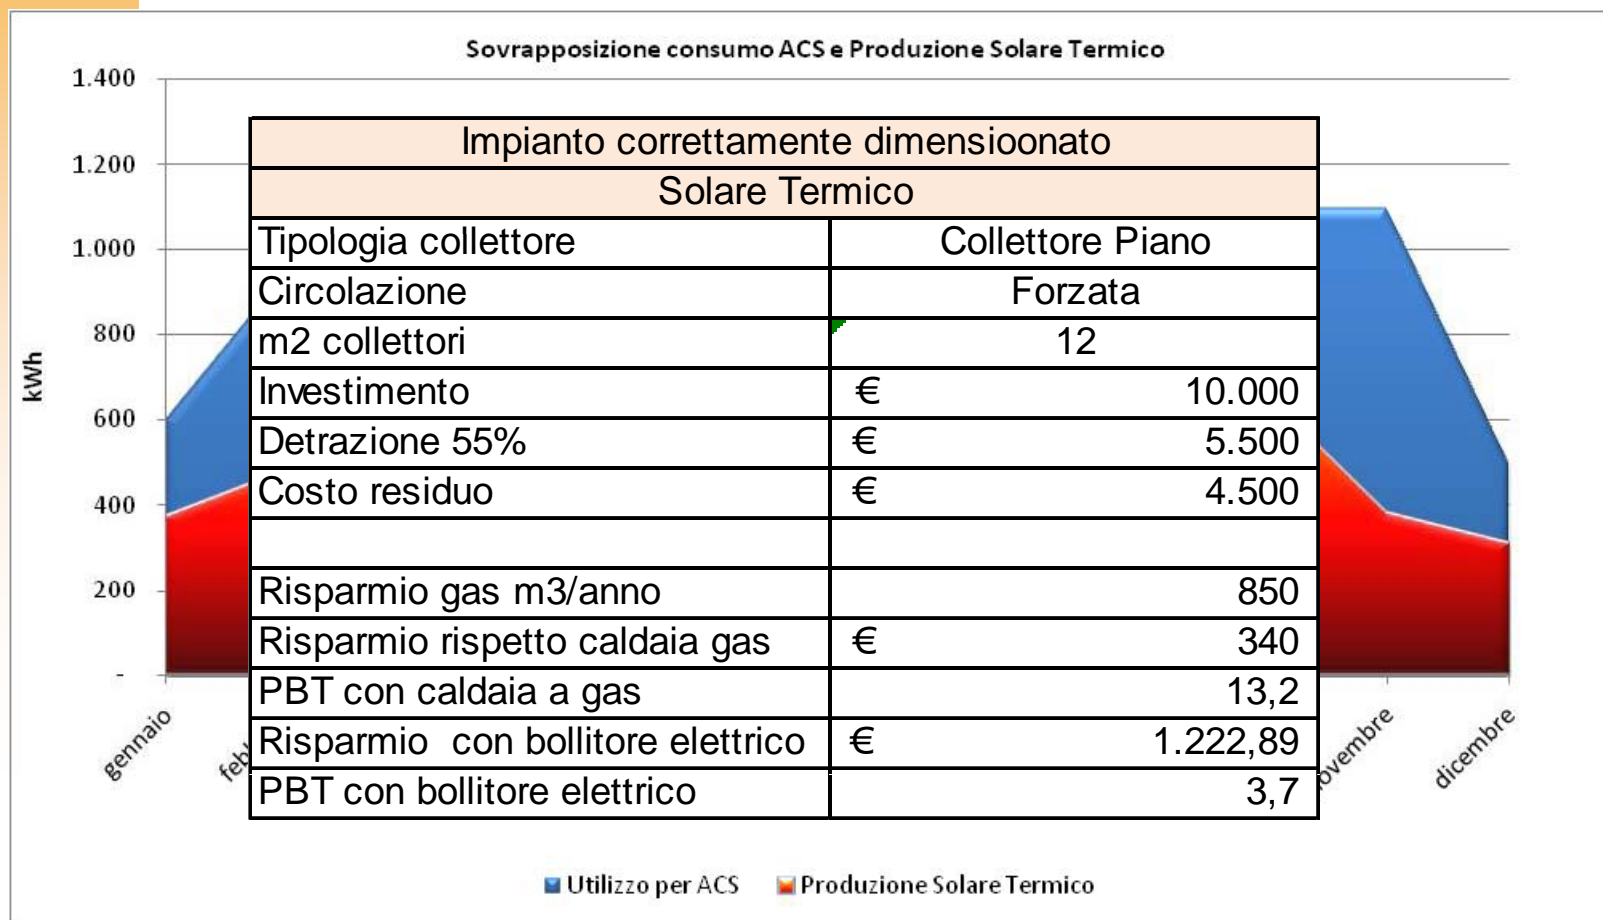 Sovrapposizione consumo ACS e Produzione Solare Termico
1.400
1.200
1.000
800
600
400
200
-
kWh
Impianto correttamente dimensioonato
Solare Termico
Tipologia collettore Collettore Piano
Circolazione Forzata
m2 collettori 12
Investimento € 10.000
Detrazione 55% € 5.500
Costo residuo € 4.500
Risparmio gas m3/anno 850
Risparmio rispetto caldaia gas € 340
PBT con caldaia a gas 13,2
Risparmio con bollitore elettrico € 1.222,89
PBT con bollitore elettrico 3,7
gennaio
dicembre
Utilizzo per ACS Produzione Solare Termico